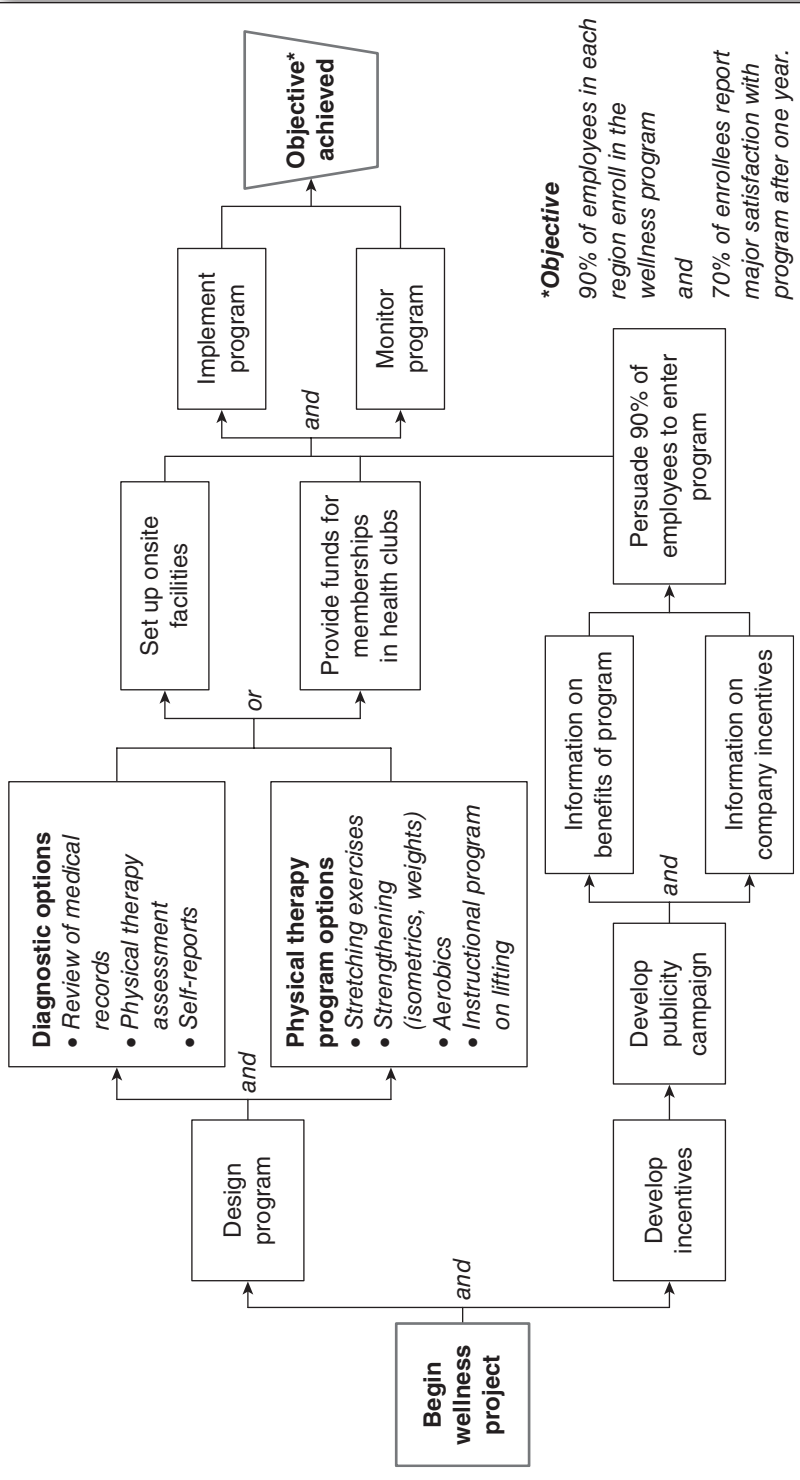 Begin
wellness
project
and
Design
program
and
Diagnostic options
• Review of medical
records
• Physical therapy
assessment
• Self-reports
Physical therapy
program options
• Stretching exercises
• Strengthening
(isometrics, weights)
• Aerobics
• Instructional program
on lifting
or
Set up onsite
facilities
Provide funds for
memberships
in health clubs
and
Implement
program
Monitor
program
Objective*
achieved
Develop
incentives
Develop
publicity
campaign
and
Information on
benefits of program
Information on
company incentives
Persuade 90% of
employees to enter
program
*Objective
90% of employees in each
region enroll in the
wellness program
and
70% of enrollees report
major satisfaction with
program after one year.